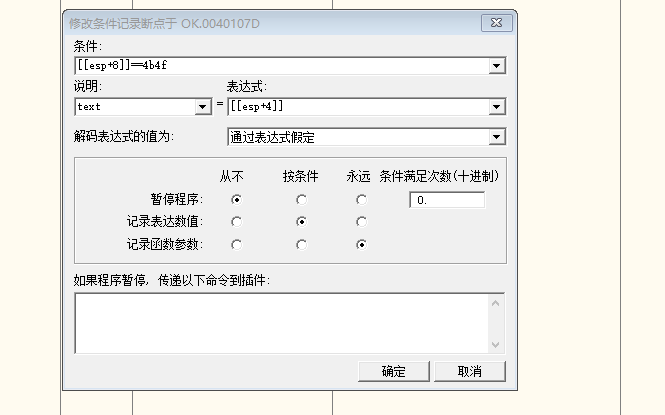 修改条件记录断点于 OK.0040107D
条件:
[[esp+8]]==4b4f
说明: 表达式:
text = [[esp+4]]
解码表达式的值为: 通过表达式假定
从不 按条件 永远 条件满足次数(十进制)
暂停程序: 0.
记录表达数值:
记录函数参数:
如果程序暂停, 传递以下命令到插件:
确定 取消